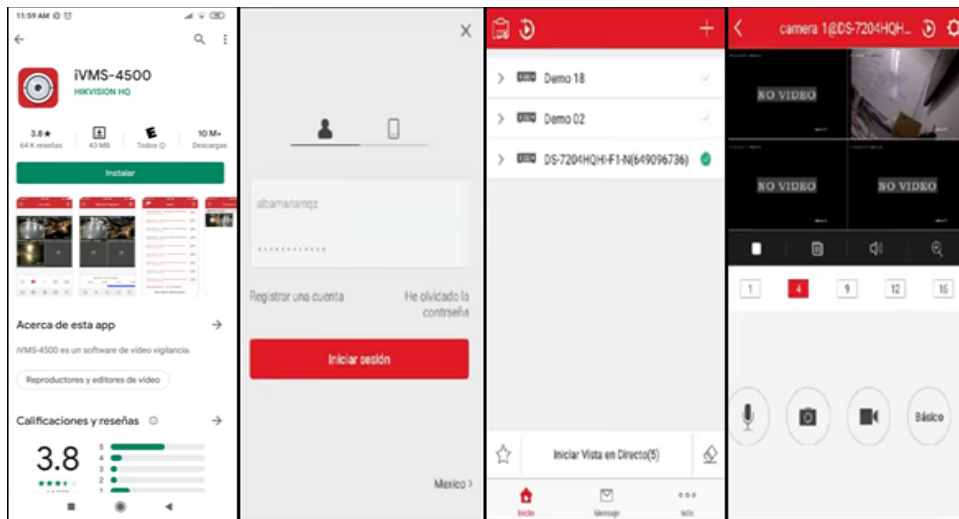 11:59 AM
iVMS-4500
HIKVISION HQ
3.8★
64 K reseñas
43 MB
E
Todos
10 M+
Descargas
Instalar
Acerca de esta app
iVMS-4500 es un software de video vigilancia.
Reproductores y editores de video
Calificaciones y reseñas
3.8
5
4
3
2
1
X
albamariamqz
Registrar una cuenta
He olvidado la
contrseña
Iniciar sesión
Mexico >
Demo 18
Demo 02
DS-7204HQHI-F1-N(649096736)
Iniciar Vista en Directo(5)
Inicio
Mensaje
Más
camera 1@DS-7204HQH...
NO VIDEO
NO VIDEO
NO VIDEO
1
4
9
12
16
Básico